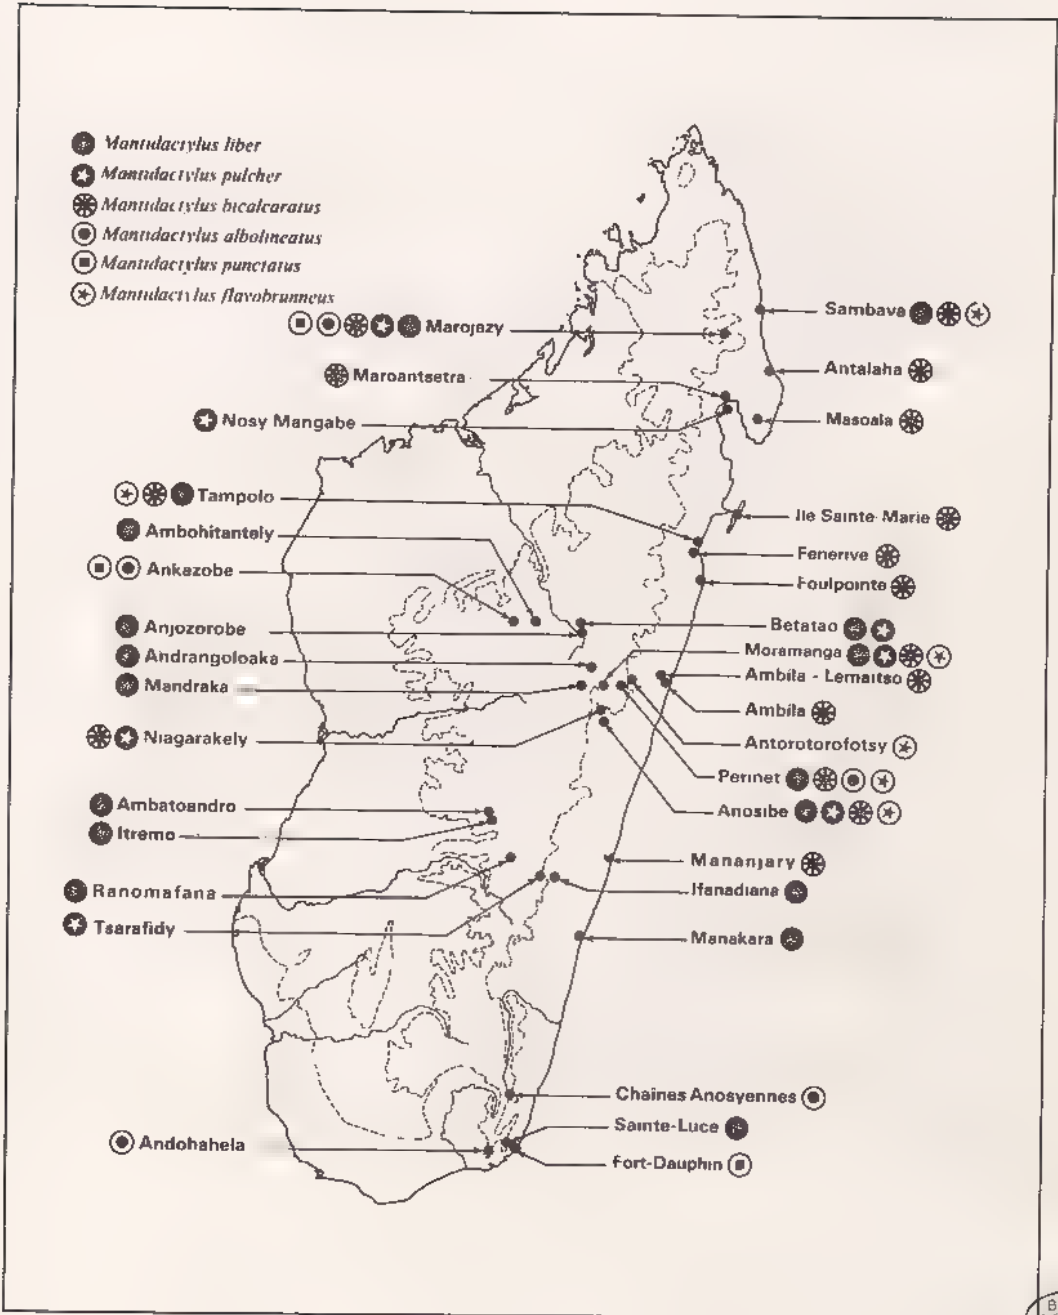 Mantidactylus liber
Mantidactylus pulcher
Mantidactylus bicalcaratus
Mantidactylus albolineatus
Mantidactylus punctatus
Mantidactylus flavobrunneus
Marojazy
Sambava
Maroantsetra
Antalaha
Nosy Mangabe
Masoala
Tampolo
Ile Sainte-Marie
Ambohitantely
Fenerive
Ankazobe
Foulpointe
Anjozorobe
Betatao
Andrangoloaka
Moramanga
Mandraka
Ambila - Lemaitso
Ambila
Niagarakely
Antorotorofotsy
Perinet
Ambatoandro
Anosibe
Itremo
Mananjary
Ranomafana
Ifanadiana
Tsarafidy
Manakara
Chaines Anosyennes
Sainte-Luce
Andohahela
Fort-Dauphin